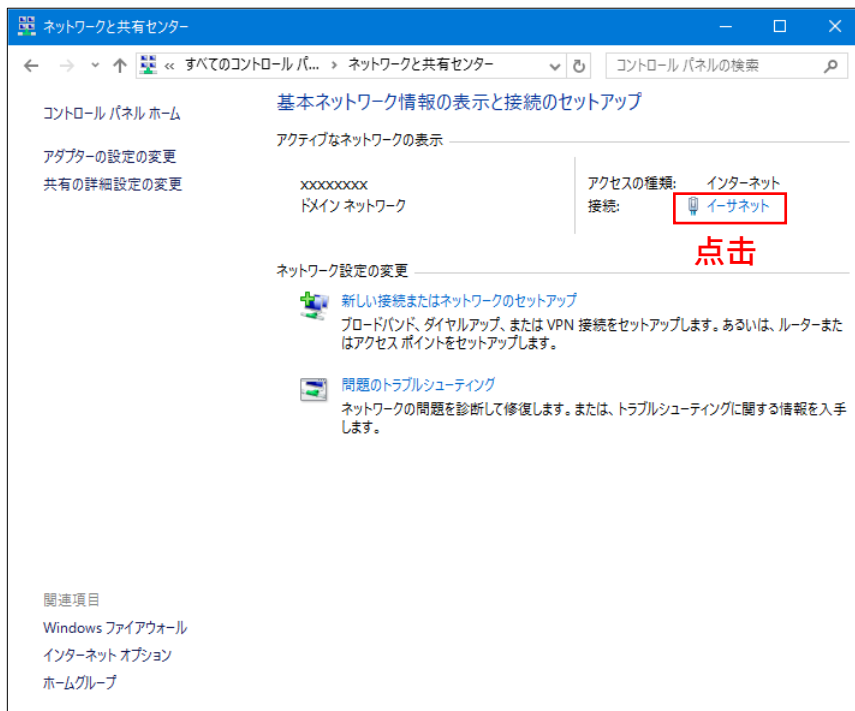 ネットワークと共有センター
« すべてのコントロール パ... › ネットワークと共有センター
コントロール パネルの検索
コントロール パネル ホーム
アダプターの設定の変更
共有の詳細設定の変更
基本ネットワーク情報の表示と接続のセットアップ
アクティブなネットワークの表示
xxxxxxxx
ドメイン ネットワーク
アクセスの種類: インターネット
接続: イーサネット
点击
ネットワーク設定の変更
新しい接続またはネットワークのセットアップ
ブロードバンド、ダイヤルアップ、または VPN 接続をセットアップします。あるいは、ルーターまた
はアクセス ポイントをセットアップします。
問題のトラブルシューティング
ネットワークの問題を診断して修復します。または、トラブルシューティングに関する情報を入手
します。
関連項目
Windows ファイアウォール
インターネット オプション
ホームグループ